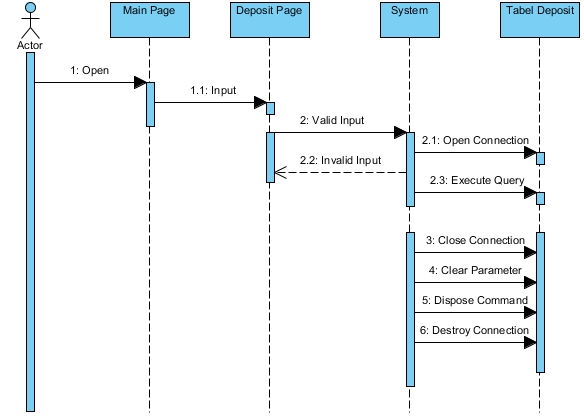 Main Page
Deposit Page
System
Tabel Deposit
Actor
1: Open
1.1: Input
2: Valid Input
2.1: Open Connection
2.2: Invalid Input
2.3: Execute Query
3: Close Connection
4: Clear Parameter
5: Dispose Command
6: Destroy Connection